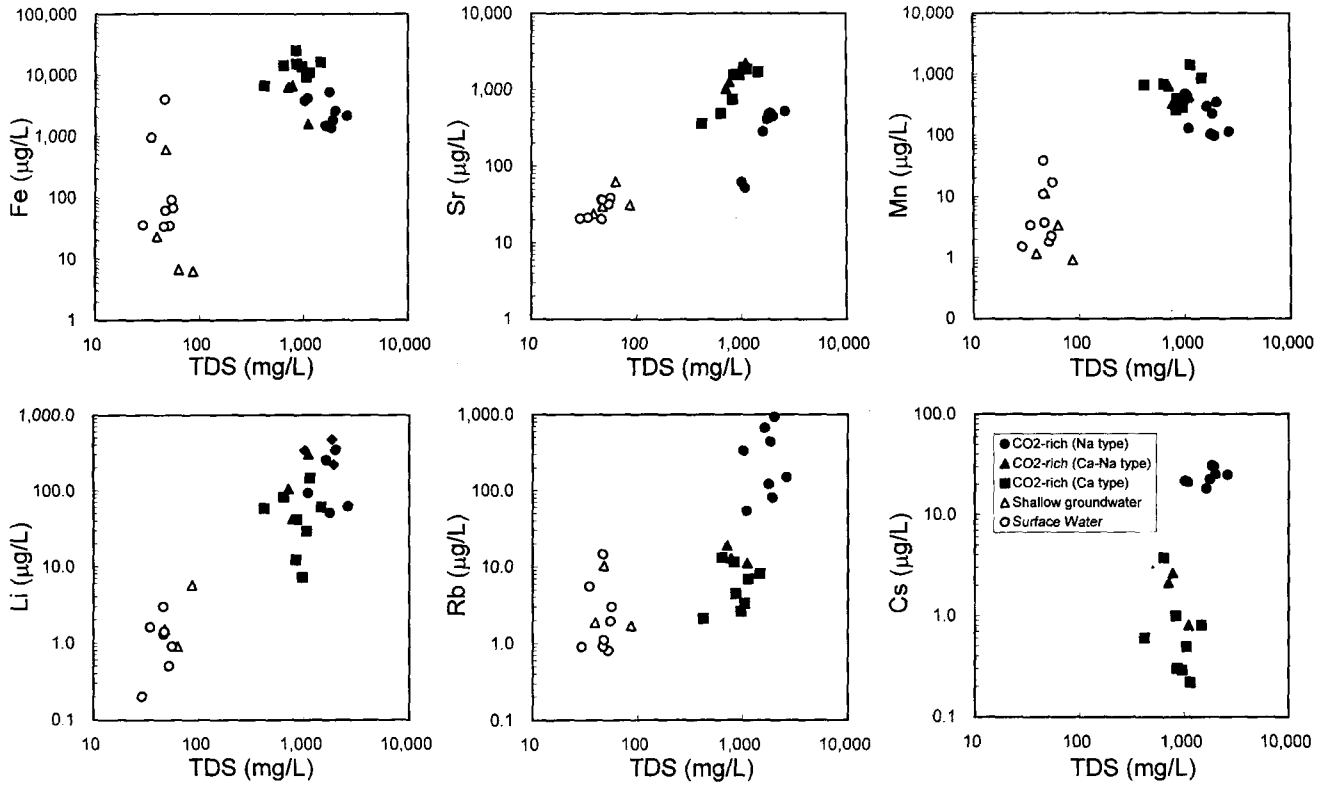 100,000
10,000
1,000
100
10
1
Fe (µg/L)
10 100 1,000 10,000
TDS (mg/L)
10,000
1,000
100
10
1
Sr (µg/L)
10 100 1,000 10,000
TDS (mg/L)
10,000
1,000
100
10
1
0
Mn (µg/L)
10 100 1,000 10,000
TDS (mg/L)
1,000.0
100.0
10.0
1.0
0.1
Li (µg/L)
10 100 1,000 10,000
TDS (mg/L)
1,000.0
100.0
10.0
1.0
0.1
Rb (µg/L)
10 100 1,000 10,000
TDS (mg/L)
100.0
10.0
1.0
0.1
Cs (µg/L)
CO2-rich (Na type)
CO2-rich (Ca-Na type)
CO2-rich (Ca type)
Shallow groundwater
Surface Water
10 100 1,000 10,000
TDS (mg/L)